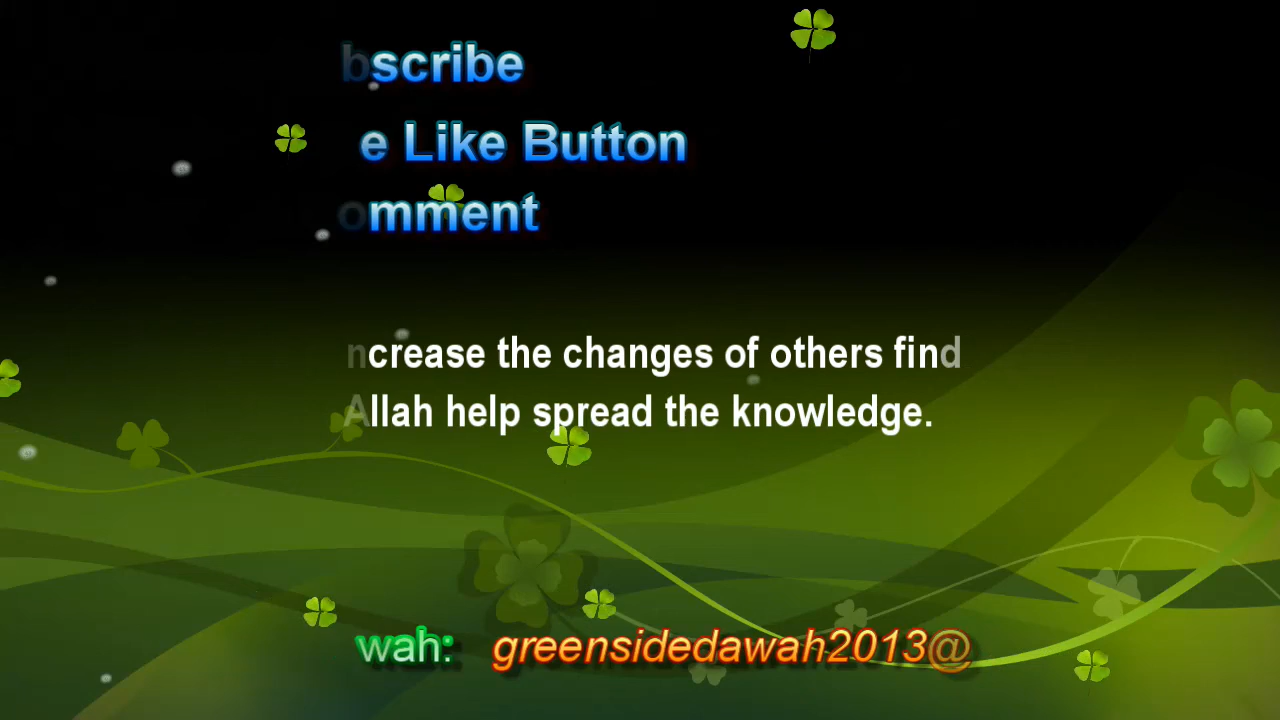 bscribe
e Like Button
omment
ncrease the changes of others find
Allah help spread the knowledge.
wah: greensidedawah2013@